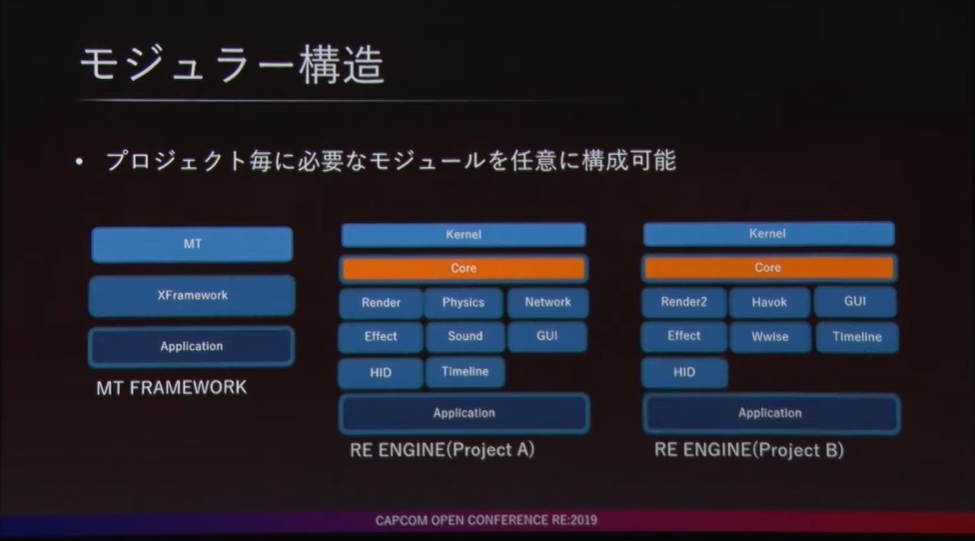 モジュラー構造
• プロジェクト毎に必要なモジュールを任意に構成可能
MT
XFramework
Application
MT FRAMEWORK
Kernel
Core
Render Physics Network
Effect Sound GUI
HID Timeline
Application
RE ENGINE(Project A)
Kernel
Core
Render2 Havok GUI
Effect Wwise Timeline
HID
Application
RE ENGINE(Project B)
CAPCOM OPEN CONFERENCE RE:2019